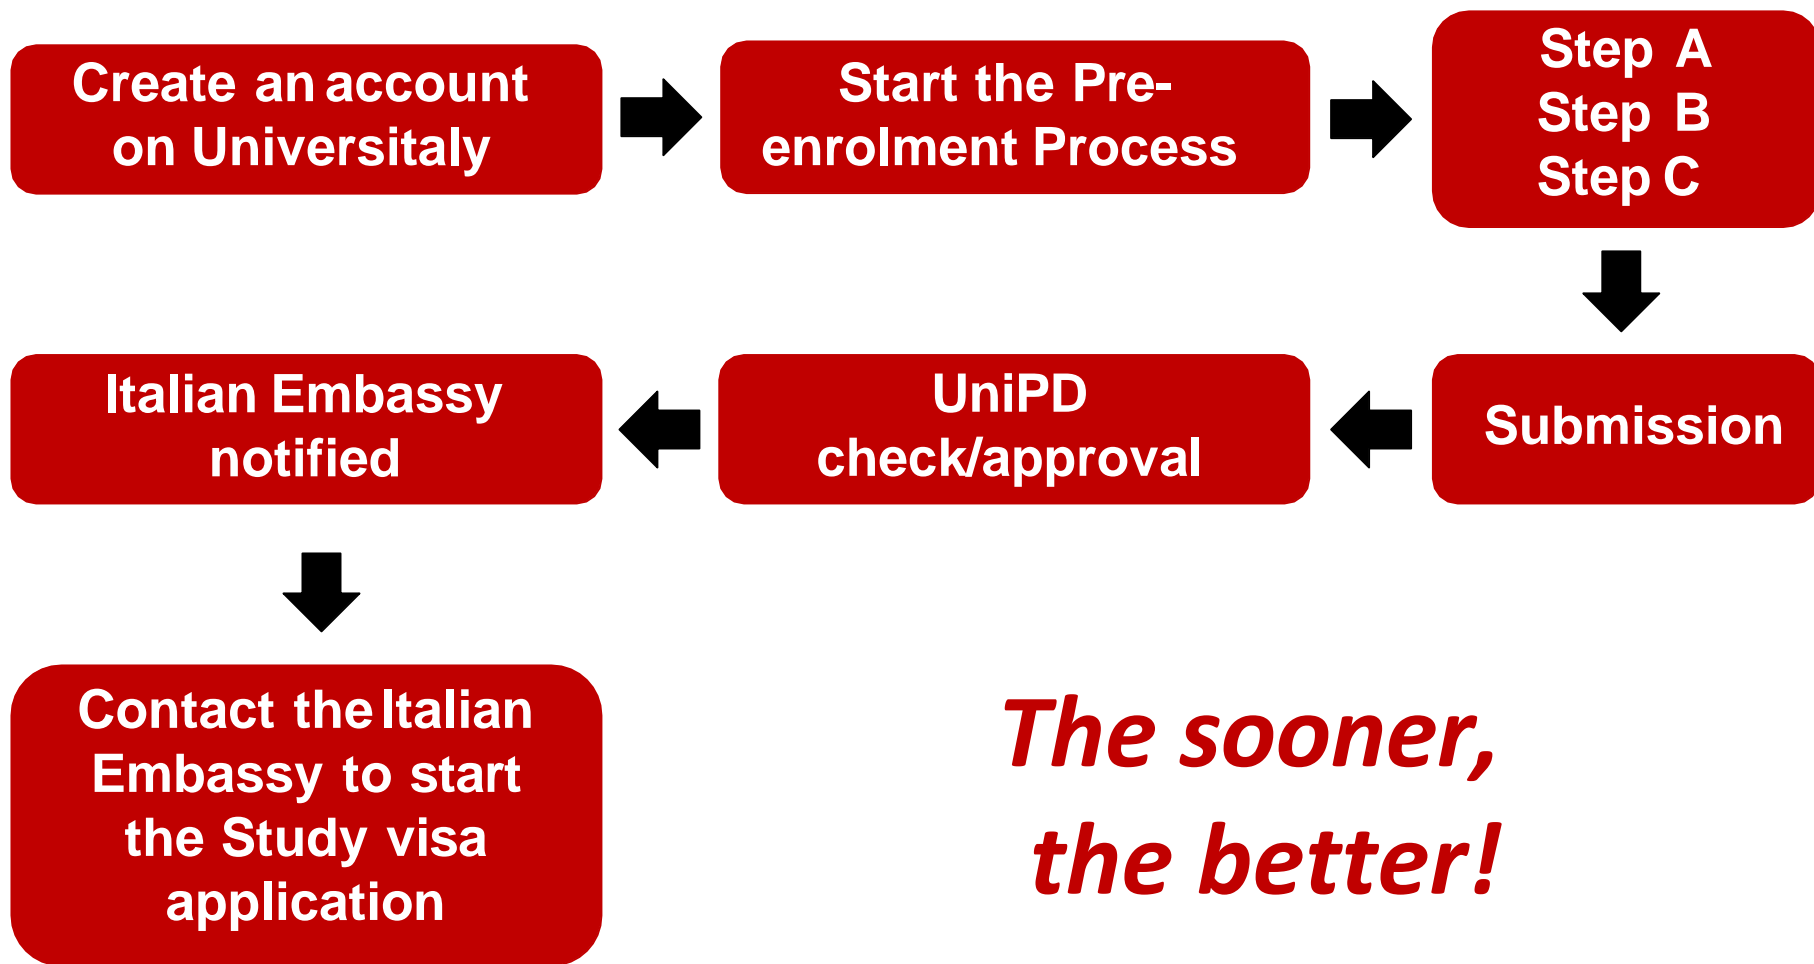 Create an account
on Universitaly
Start the Pre-
enrolment Process
Step A
Step B
Step C
Submission
UniPD
check/approval
Italian Embassy
notified
Contact the Italian
Embassy to start
the Study visa
application
The sooner,
the better!